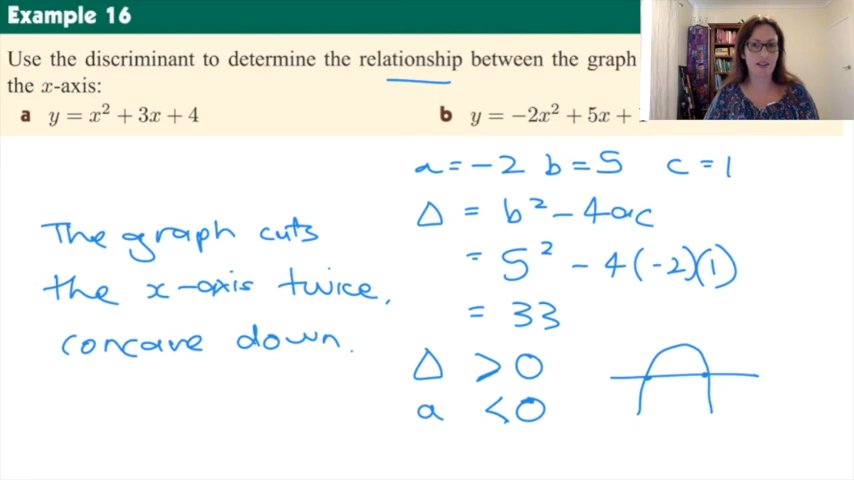 Example 16
Use the discriminant to determine the relationship between the graph
the x-axis:
a y = x² + 3x + 4
b y = −2x² + 5x +
a = −2 b = 5 c = 1
Δ = b² − 4ac
= 5² − 4(−2)(1)
= 33
Δ > 0
a < 0
The graph cuts
the x-axis twice,
concave down.